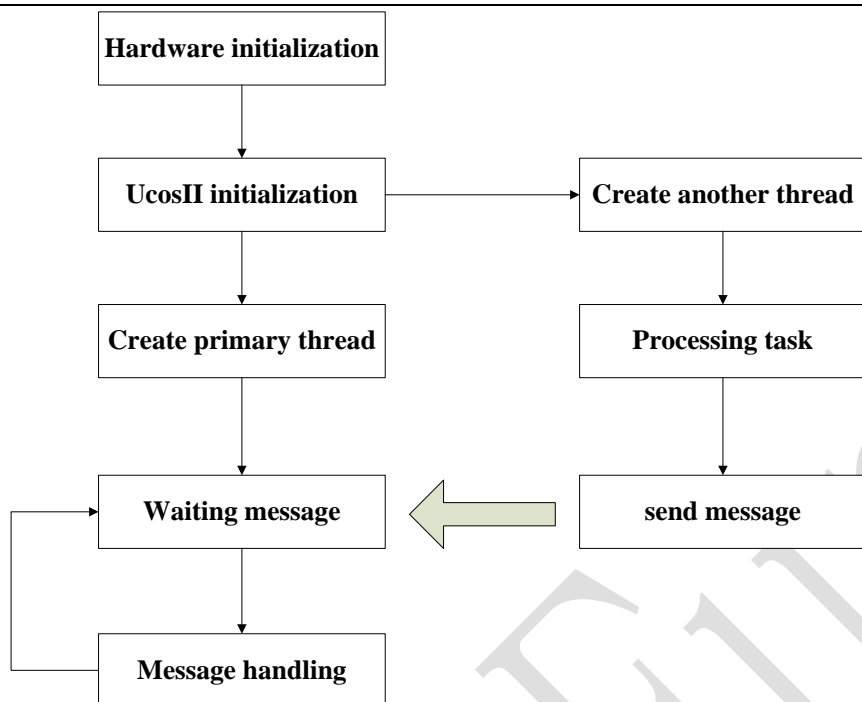 Hardware initialization
UcosII initialization
Create another thread
Create primary thread
Processing task
Waiting message
send message
Message handling